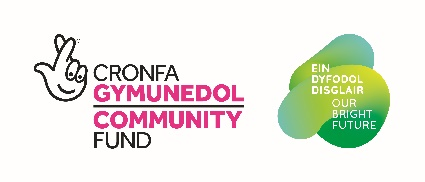 CRONFA
GYMUNEDOL
COMMUNITY
FUND
EIN
DYFODOL
DISGLAIR
OUR
BRIGHT
FUTURE